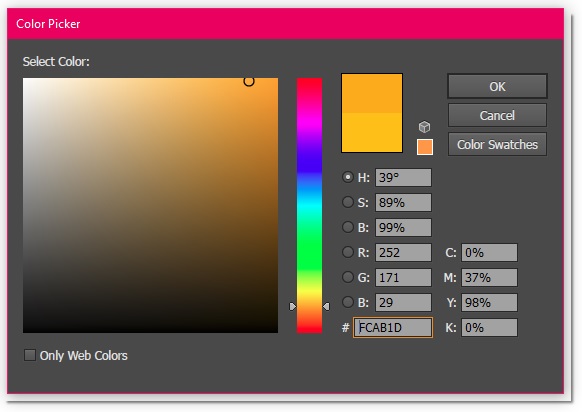 Color Picker
Select Color:
OK
Cancel
Color Swatches
H: 39°
S: 89%
B: 99%
R: 252 C: 0%
G: 171 M: 37%
B: 29 Y: 98%
# FCAB1D K: 0%
Only Web Colors